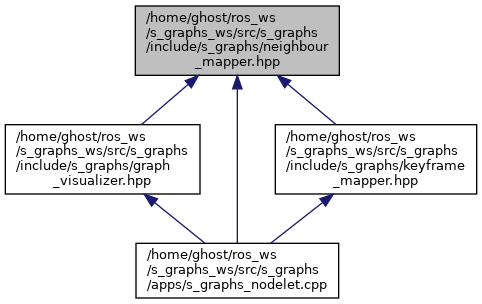 /home/ghost/ros_ws
/s_graphs_ws/src/s_graphs
/include/s_graphs/neighbour
_mapper.hpp
/home/ghost/ros_ws
/s_graphs_ws/src/s_graphs
/include/s_graphs/graph
_visualizer.hpp
/home/ghost/ros_ws
/s_graphs_ws/src/s_graphs
/include/s_graphs/keyframe
_mapper.hpp
/home/ghost/ros_ws
/s_graphs_ws/src/s_graphs
/apps/s_graphs_nodelet.cpp